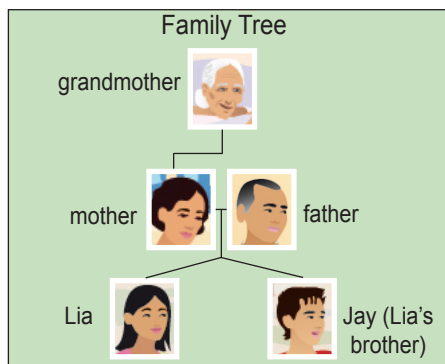 Family Tree
grandmother
mother
father
Lia
Jay (Lia's
brother)